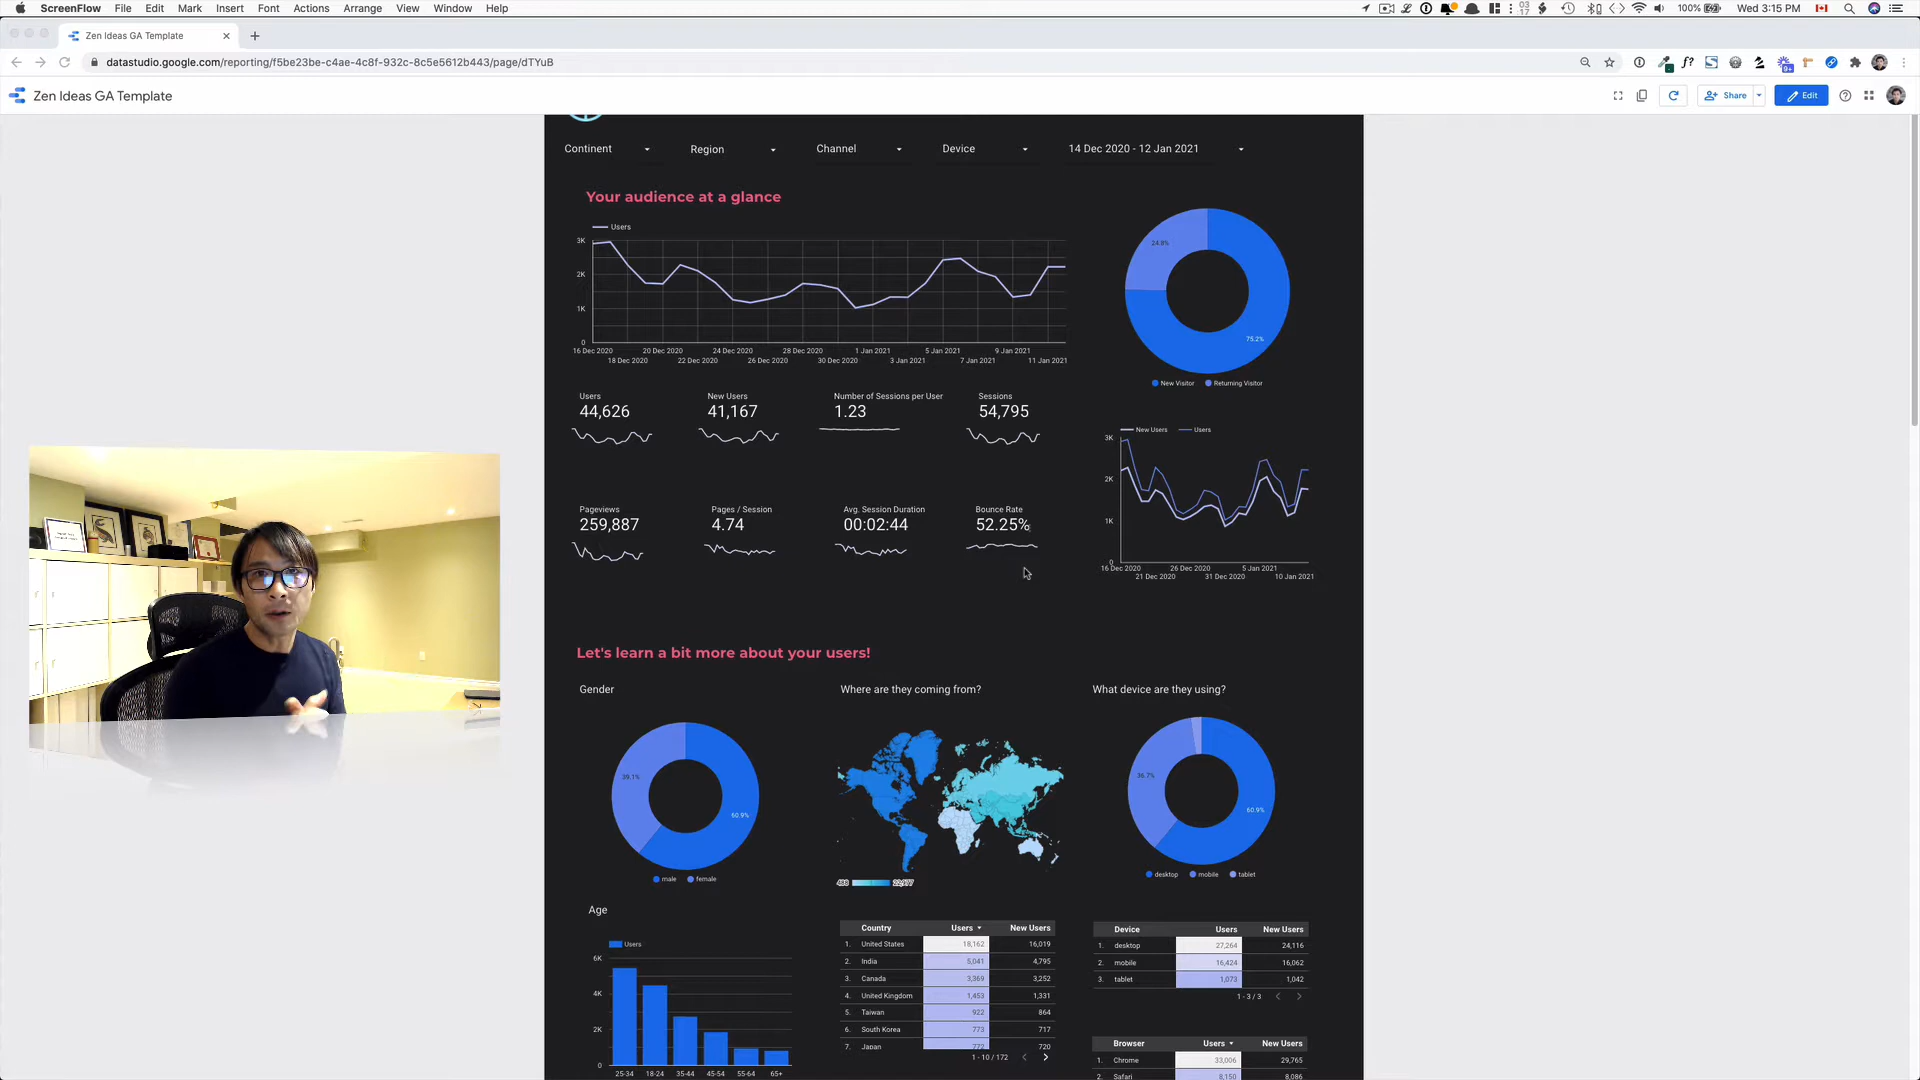 ScreenFlow File Edit Mark Insert Font Actions Arrange View Window Help
100% Wed 3:15 PM
Zen Ideas GA Template
datastudio.google.com/reporting/f5be23be-c4ae-4c8f-932c-8c5e5612b443/page/dTYuB
Zen Ideas GA Template
Share
Edit
Continent Region Channel Device 14 Dec 2020 - 12 Jan 2021
Your audience at a glance
Users
3K
2K
1K
0
16 Dec 2020 20 Dec 2020 24 Dec 2020 28 Dec 2020 1 Jan 2021 5 Jan 2021 9 Jan 2021
18 Dec 2020 22 Dec 2020 26 Dec 2020 30 Dec 2020 3 Jan 2021 7 Jan 2021 11 Jan 2021
24.8%
75.2%
New Visitor Returning Visitor
Users New Users Number of Sessions per User Sessions
44,626 41,167 1.23 54,795
Pageviews Pages / Session Avg. Session Duration Bounce Rate
259,887 4.74 00:02:44 52.25%
New Users Users
3K
2K
1K
0
16 Dec 2020 26 Dec 2020 5 Jan 2021
21 Dec 2020 31 Dec 2020 10 Jan 2021
Let's learn a bit more about your users!
Gender
39.1%
60.9%
male female
Where are they coming from?
What device are they using?
36.7%
60.9%
desktop mobile tablet
Age
Users
6K
4K
2K
0
25-34 18-24 35-44 45-54 55-64 65+
Country Users New Users
1. United States 18,162 16,019
2. India 5,041 4,795
3. Canada 3,369 3,252
4. United Kingdom 1,453 1,331
5. Taiwan 922 864
6. South Korea 773 717
7. Japan 772 720
1 - 10 / 172
Device Users New Users
1. desktop 27,264 24,116
2. mobile 16,424 16,062
3. tablet 1,073 1,042
1 - 3 / 3
Browser Users New Users
1. Chrome 33,006 29,765
2. Safari 8,150 8,086